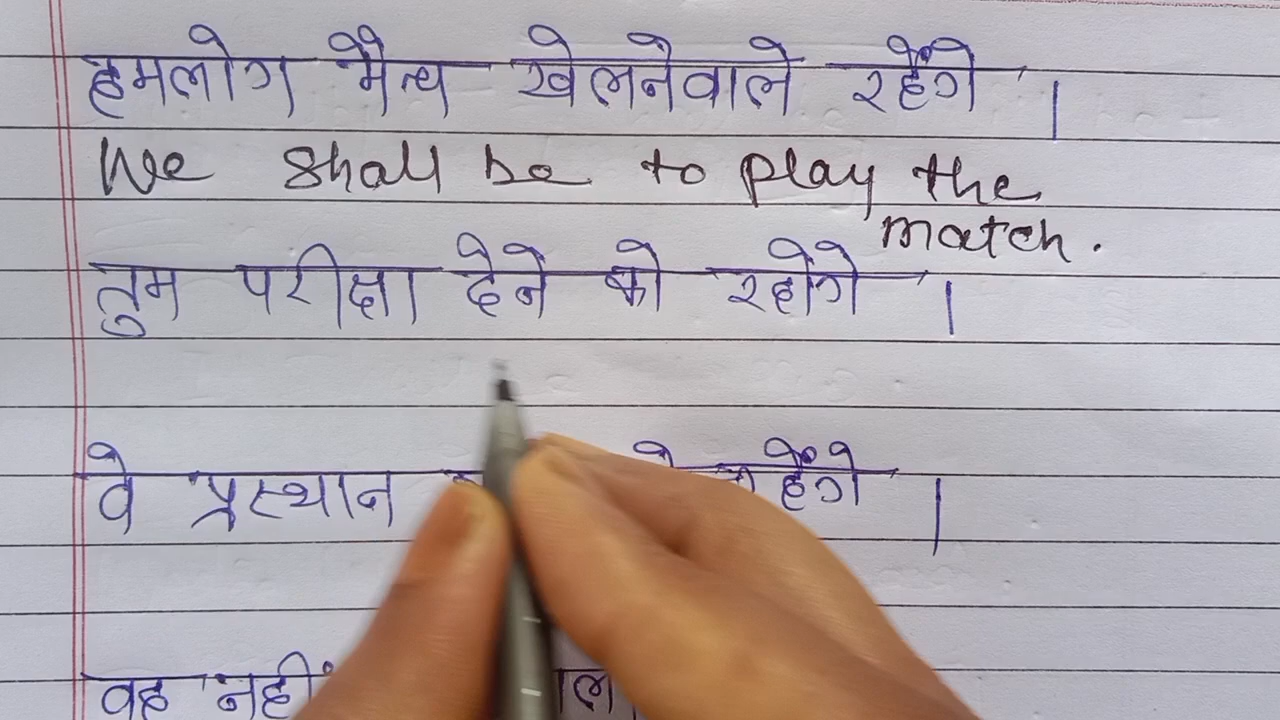 हमलोग मैच खेलनेवाले रहेंगे ।
We shall be to play the
match.
तुम परीक्षा देने को रहोगे ।
वे प्रस्थान रहेंगे ।
वह नहीं